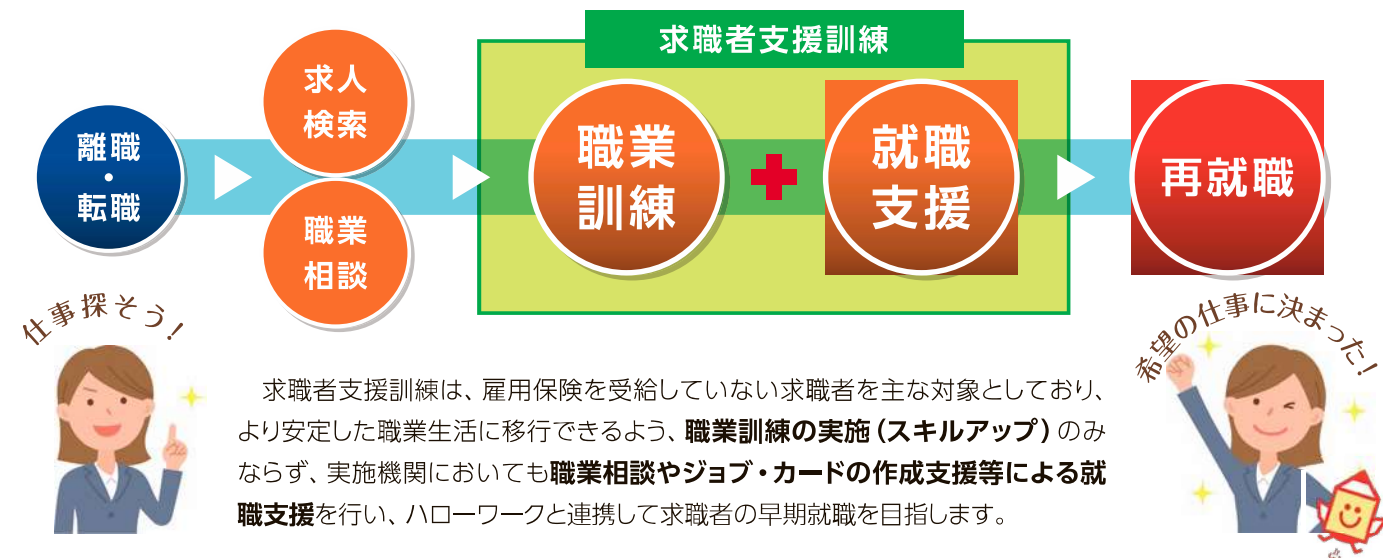 求職者支援訓練
離職
・
転職
求人
検索
職業
相談
職業
訓練
就職
支援
再就職
仕事探そう!
希望の仕事に決まった!
求職者支援訓練は、雇用保険を受給していない求職者を主な対象としており、
より安定した職業生活に移行できるよう、職業訓練の実施(スキルアップ)のみ
ならず、実施機関においても職業相談やジョブ・カードの作成支援等による就
職支援を行い、ハローワークと連携して求職者の早期就職を目指します。